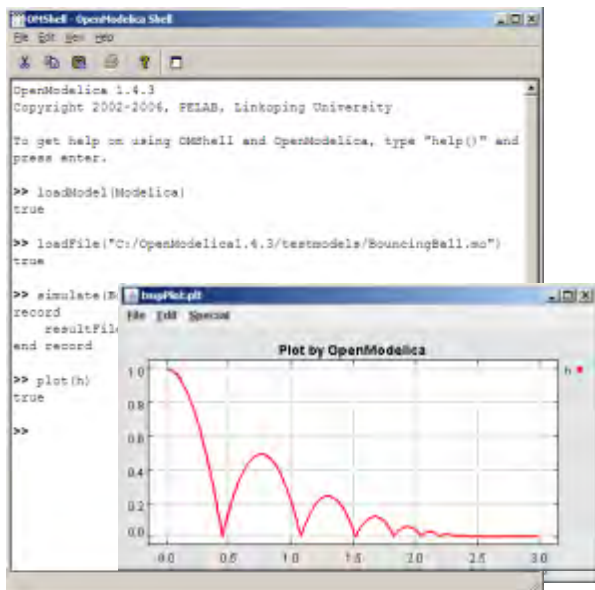 OMShell - OpenModelica Shell
File Edit View Help
OpenModelica 1.4.3
Copyright 2002-2006, PELAB, Linkoping University
To get help on using OMShell and OpenModelica, type "help()" and
press enter.
>> loadModel(Modelica)
true
>> loadFile("C:/OpenModelica1.4.3/testmodels/BouncingBall.mo")
true
>> simulate(B
record
resultFil
end record
>> plot(h)
true
>>
tmpPlot.plt
File Edit Special
Plot by OpenModelica
h
1.0
0.8
0.6
0.4
0.2
0.0
0.0 0.5 1.0 1.5 2.0 2.5 3.0